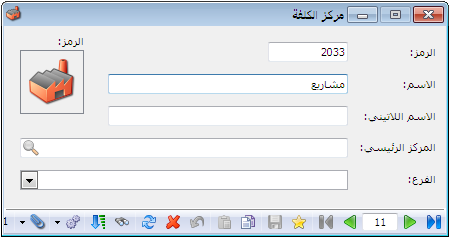 مركز الكلفة
الرمز: 2033
الرمز:
الاسم: مشاريع
الاسم اللاتيني:
المركز الرئيسي:
الفرع:
11
1